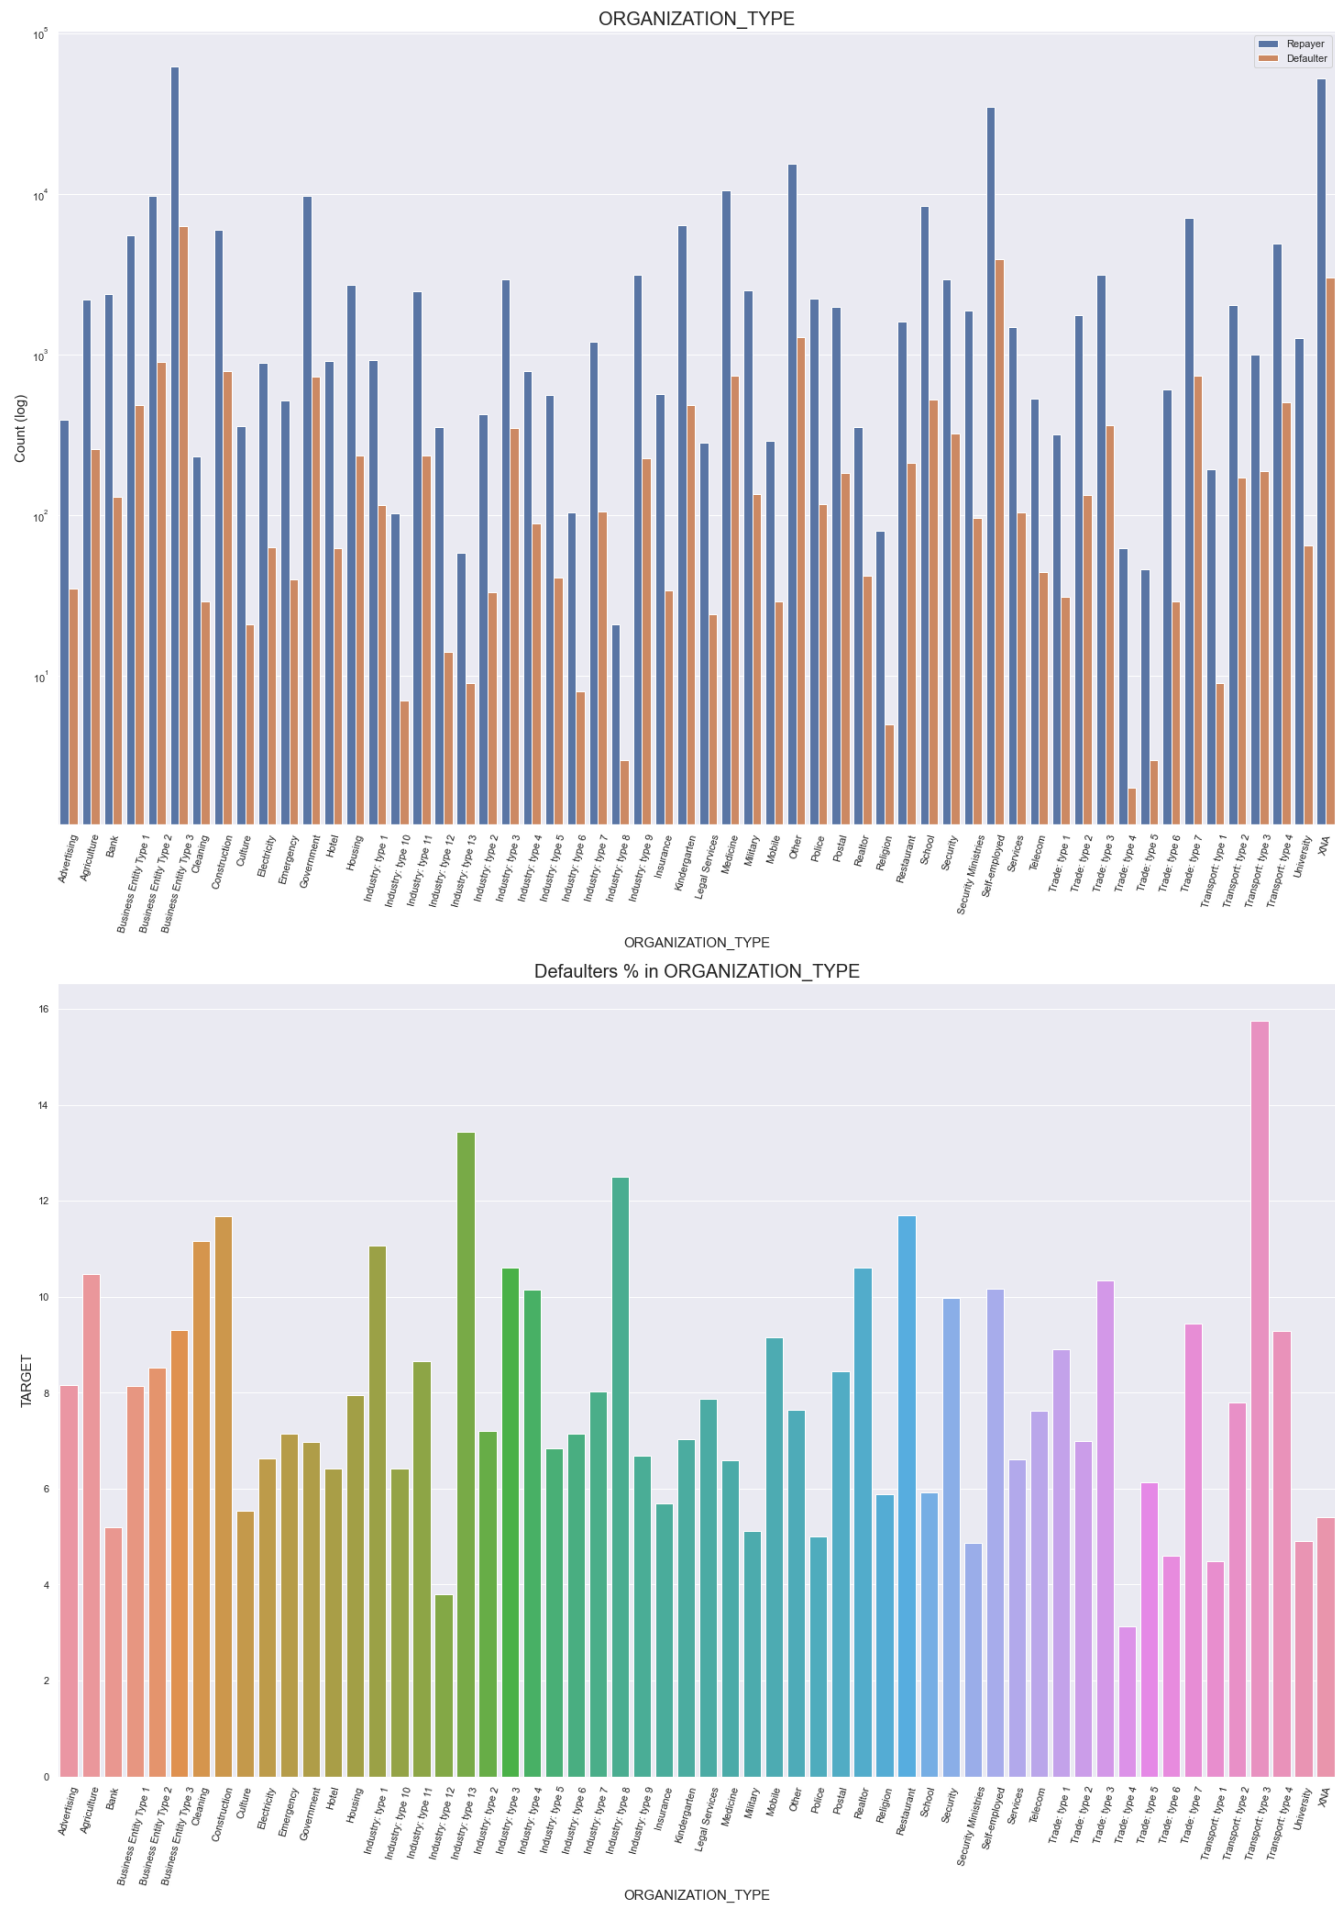 ORGANIZATION_TYPE
Repayer
Defaulter
10^5
10^4
10^3
10^2
10^1
Count (log)
Advertising
Agriculture
Bank
Business Entity Type 1
Business Entity Type 2
Business Entity Type 3
Cleaning
Construction
Culture
Electricity
Emergency
Government
Hotel
Housing
Industry: type 1
Industry: type 10
Industry: type 11
Industry: type 12
Industry: type 13
Industry: type 2
Industry: type 3
Industry: type 4
Industry: type 5
Industry: type 6
Industry: type 7
Industry: type 8
Industry: type 9
Insurance
Kindergarten
Legal Services
Medicine
Military
Mobile
Other
Police
Postal
Realtor
Religion
Restaurant
School
Security
Security Ministries
Self-employed
Services
Telecom
Trade: type 1
Trade: type 2
Trade: type 3
Trade: type 4
Trade: type 5
Trade: type 6
Trade: type 7
Transport: type 1
Transport: type 2
Transport: type 3
Transport: type 4
University
XNA
ORGANIZATION_TYPE
Defaulters % in ORGANIZATION_TYPE
16
14
12
10
8
6
4
2
0
TARGET
Advertising
Agriculture
Bank
Business Entity Type 1
Business Entity Type 2
Business Entity Type 3
Cleaning
Construction
Culture
Electricity
Emergency
Government
Hotel
Housing
Industry: type 1
Industry: type 10
Industry: type 11
Industry: type 12
Industry: type 13
Industry: type 2
Industry: type 3
Industry: type 4
Industry: type 5
Industry: type 6
Industry: type 7
Industry: type 8
Industry: type 9
Insurance
Kindergarten
Legal Services
Medicine
Military
Mobile
Other
Police
Postal
Realtor
Religion
Restaurant
School
Security
Security Ministries
Self-employed
Services
Telecom
Trade: type 1
Trade: type 2
Trade: type 3
Trade: type 4
Trade: type 5
Trade: type 6
Trade: type 7
Transport: type 1
Transport: type 2
Transport: type 3
Transport: type 4
University
XNA
ORGANIZATION_TYPE